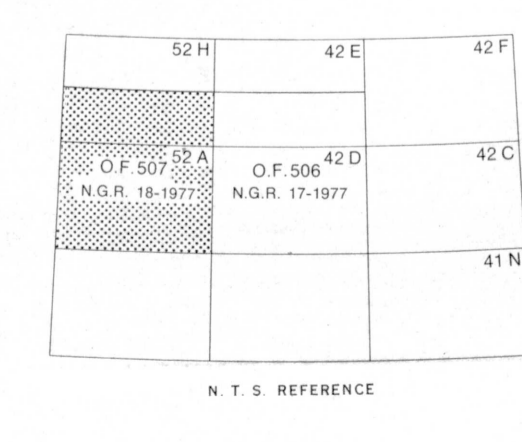 52 H
42 E
42 F
52 A
42 D
42 C
O.F. 507
O.F. 506
N.G.R. 18-1977
N.G.R. 17-1977
41 N
N. T. S. REFERENCE